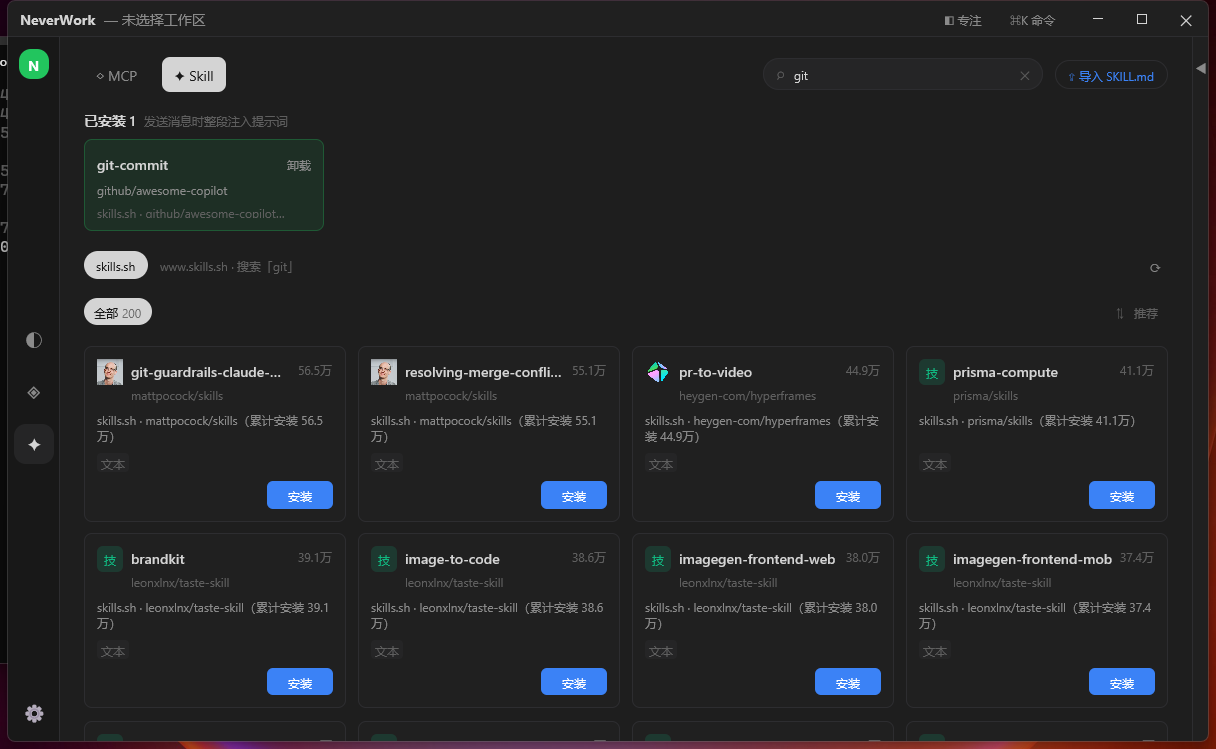 NeverWork — 未选择工作区
专注
⌘K 命令
N
MCP
Skill
git
导入 SKILL.md
已安装 1 发送消息时整段注入提示词
git-commit 卸载
github/awesome-copilot
skills.sh · github/awesome-copilot...
skills.sh www.skills.sh · 搜索「git」
全部 200
推荐
git-guardrails-claude-... 56.5万
mattpocock/skills
skills.sh · mattpocock/skills（累计安装 56.5
万）
文本
安装
resolving-merge-confli... 55.1万
mattpocock/skills
skills.sh · mattpocock/skills（累计安装 55.1
万）
文本
安装
pr-to-video 44.9万
heygen-com/hyperframes
skills.sh · heygen-com/hyperframes（累计安
装 44.9万）
文本
安装
技 prisma-compute 41.1万
prisma/skills
skills.sh · prisma/skills（累计安装 41.1万）
文本
安装
技 brandkit 39.1万
leonxlnx/taste-skill
skills.sh · leonxlnx/taste-skill（累计安装 39.1
万）
文本
安装
技 image-to-code 38.6万
leonxlnx/taste-skill
skills.sh · leonxlnx/taste-skill（累计安装 38.6
万）
文本
安装
技 imagegen-frontend-web 38.0万
leonxlnx/taste-skill
skills.sh · leonxlnx/taste-skill（累计安装 38.0
万）
文本
安装
技 imagegen-frontend-mob 37.4万
leonxlnx/taste-skill
skills.sh · leonxlnx/taste-skill（累计安装 37.4
万）
文本
安装